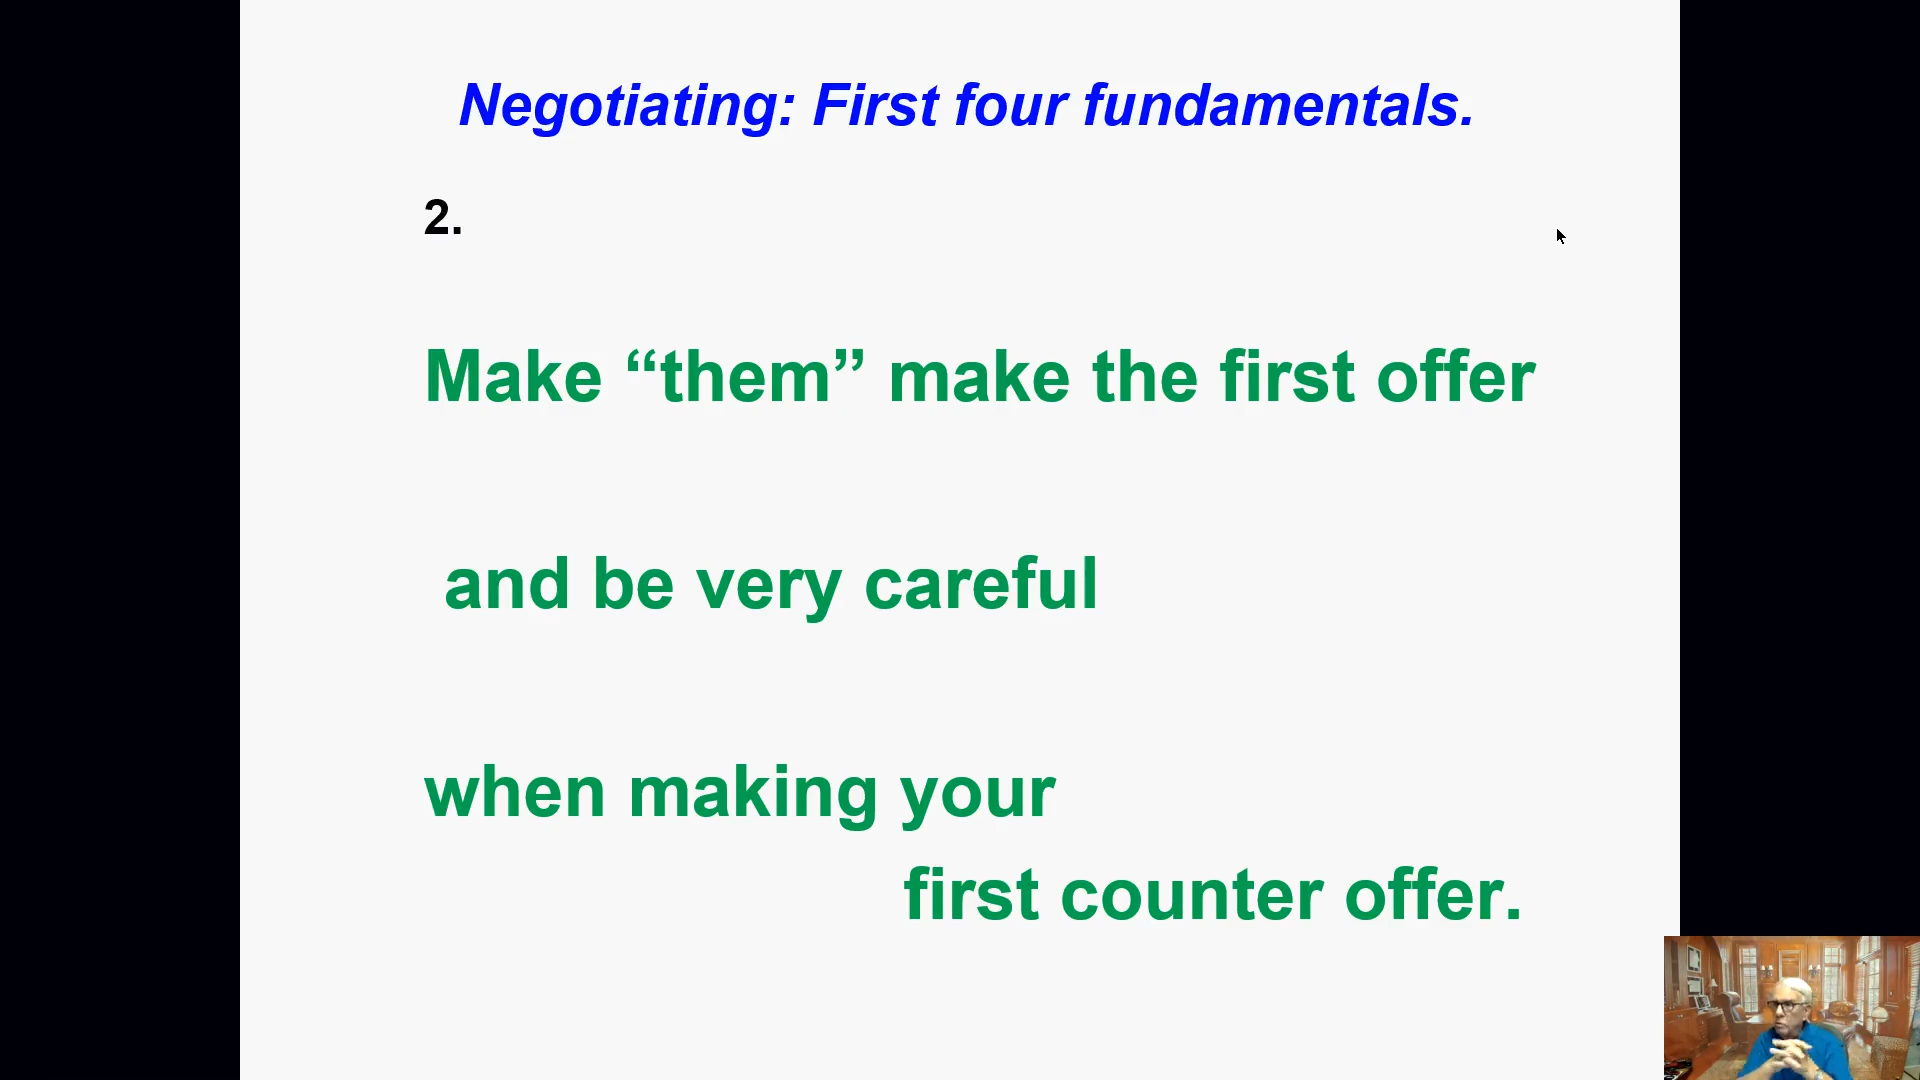 Negotiating: First four fundamentals.
2.
Make “them” make the first offer
and be very careful
when making your
first counter offer.